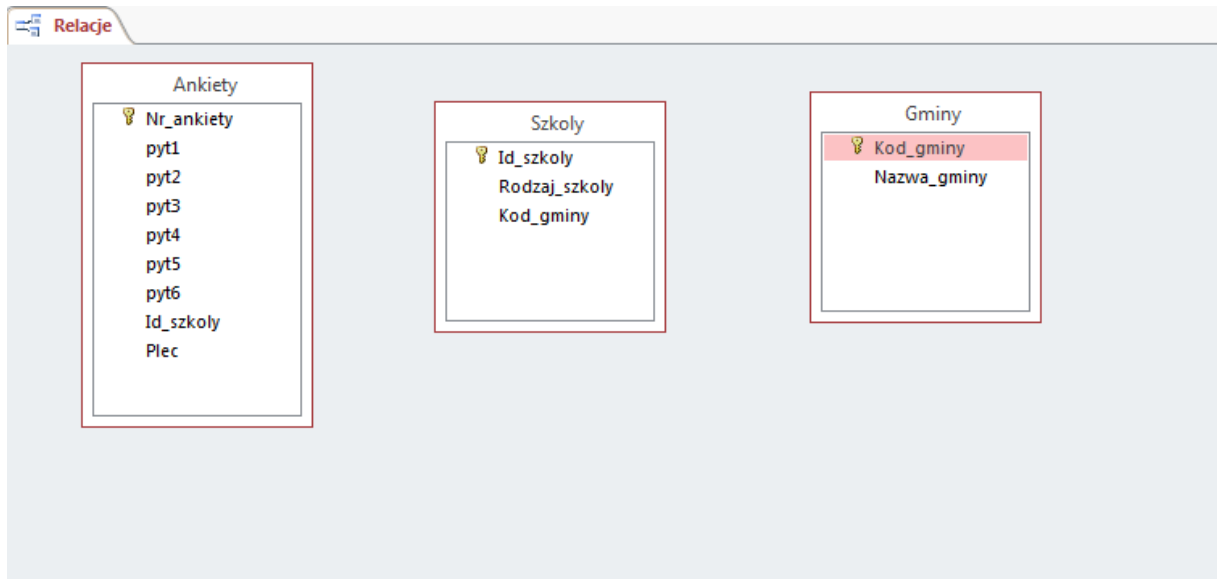 Relacje
Ankiety
Nr_ankiety
pyt1
pyt2
pyt3
pyt4
pyt5
pyt6
Id_szkoly
Plec
Szkoly
Id_szkoly
Rodzaj_szkoly
Kod_gminy
Gminy
Kod_gminy
Nazwa_gminy